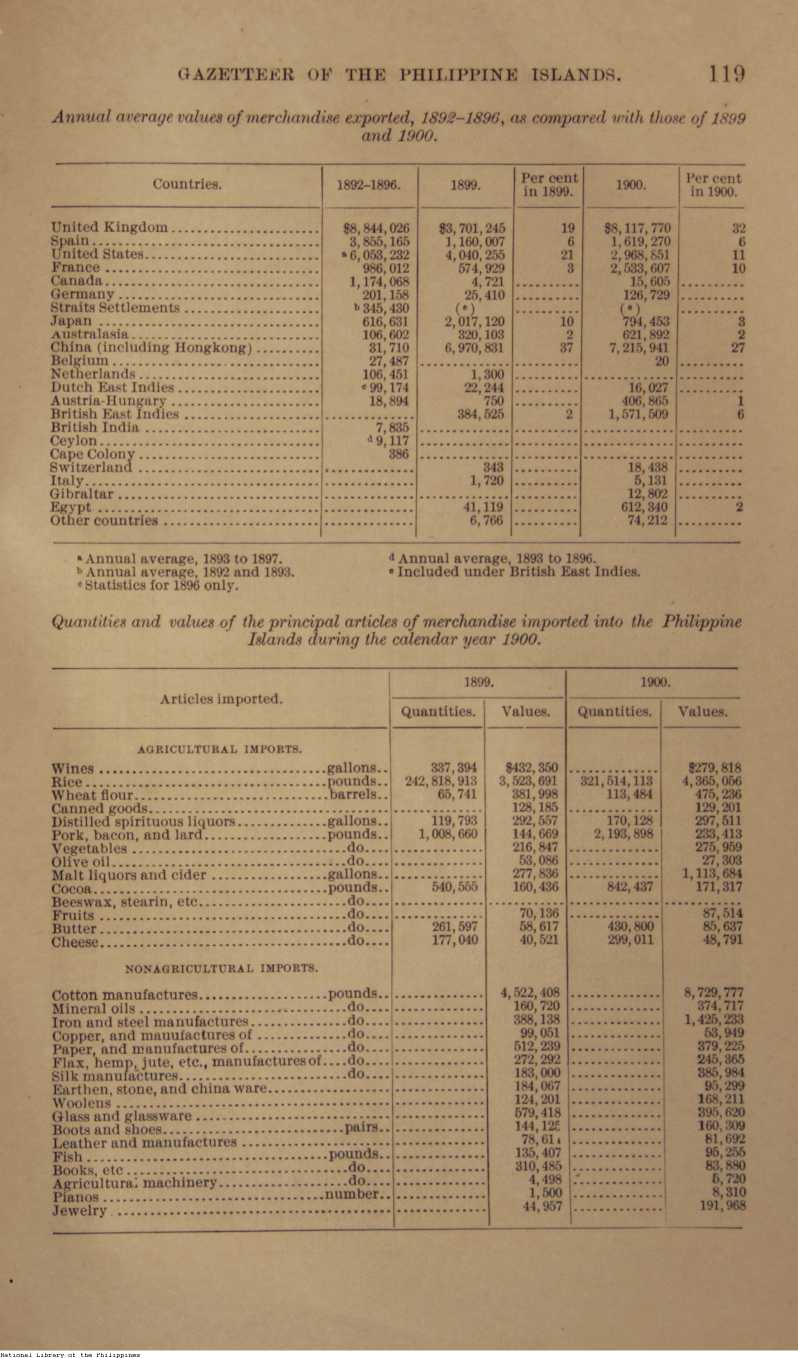 GAZETTEER OF THE PHILIPPINE ISLANDS. 119
Annual average values of merchandise exported, 1892–1896, as compared with those of 1899
and 1900.
Countries. 1892–1896. 1899. Per cent in 1899. 1900. Per cent in 1900.
United Kingdom $8,844,026 $3,701,245 19 $8,117,770 32
Spain 3,855,165 1,160,007 6 1,619,270 6
United States a 6,053,232 4,040,255 21 2,968,851 11
France 986,012 574,929 3 2,533,607 10
Canada 1,174,068 4,721 15,605
Germany 201,158 25,410 126,729
Straits Settlements b 345,430 (e) (e)
Japan 616,631 2,017,120 10 794,453 3
Australasia 106,602 320,103 2 621,892 2
China (including Hongkong) 31,710 6,970,831 37 7,215,941 27
Belgium 27,487 20
Netherlands 106,451 1,300
Dutch East Indies c 99,174 22,244 16,027
Austria-Hungary 18,894 750 406,865 1
British East Indies 384,525 2 1,571,509 6
British India 7,835
Ceylon d 9,117
Cape Colony 386
Switzerland 343 18,438
Italy 1,720 5,131
Gibraltar 12,802
Egypt 41,119 612,340 2
Other countries 6,766 74,212
a Annual average, 1893 to 1897. d Annual average, 1893 to 1896.
b Annual average, 1892 and 1893. e Included under British East Indies.
c Statistics for 1896 only.
Quantities and values of the principal articles of merchandise imported into the Philippine
Islands during the calendar year 1900.
Articles imported. 1899. 1900.
Quantities. Values. Quantities. Values.
AGRICULTURAL IMPORTS.
Wines gallons 337,394 $432,350 $279,818
Rice pounds 242,818,913 3,523,691 321,514,113 4,365,056
Wheat flour barrels 65,741 381,998 113,484 475,236
Canned goods 128,185 129,201
Distilled spirituous liquors gallons 119,793 292,557 170,128 297,511
Pork, bacon, and lard pounds 1,008,660 144,669 2,193,898 233,413
Vegetables do 216,847 275,959
Olive oil do 53,086 27,303
Malt liquors and cider gallons 277,836 1,113,684
Cocoa pounds 540,555 160,436 842,437 171,317
Beeswax, stearin, etc do
Fruits do 70,136 87,514
Butter do 261,597 58,617 430,800 85,637
Cheese do 177,040 40,521 299,011 48,791
NONAGRICULTURAL IMPORTS.
Cotton manufactures pounds 4,522,408 8,729,777
Mineral oils do 160,720 374,717
Iron and steel manufactures do 388,138 1,425,233
Copper, and manufactures of do 99,051 53,949
Paper, and manufactures of do 512,239 379,225
Flax, hemp, jute, etc., manufactures of do 272,292 245,365
Silk manufactures do 183,000 385,984
Earthen, stone, and china ware 184,067 95,299
Woolens 124,201 168,211
Glass and glassware 579,418 395,620
Boots and shoes pairs 160,309
Leather and manufactures 81,692
Fish pounds 135,407 95,255
Books, etc do 310,485 83,880
Agricultural machinery do 4,498 5,720
Pianos number 1,500 8,310
Jewelry 44,957 191,968
National Library of the Philippines